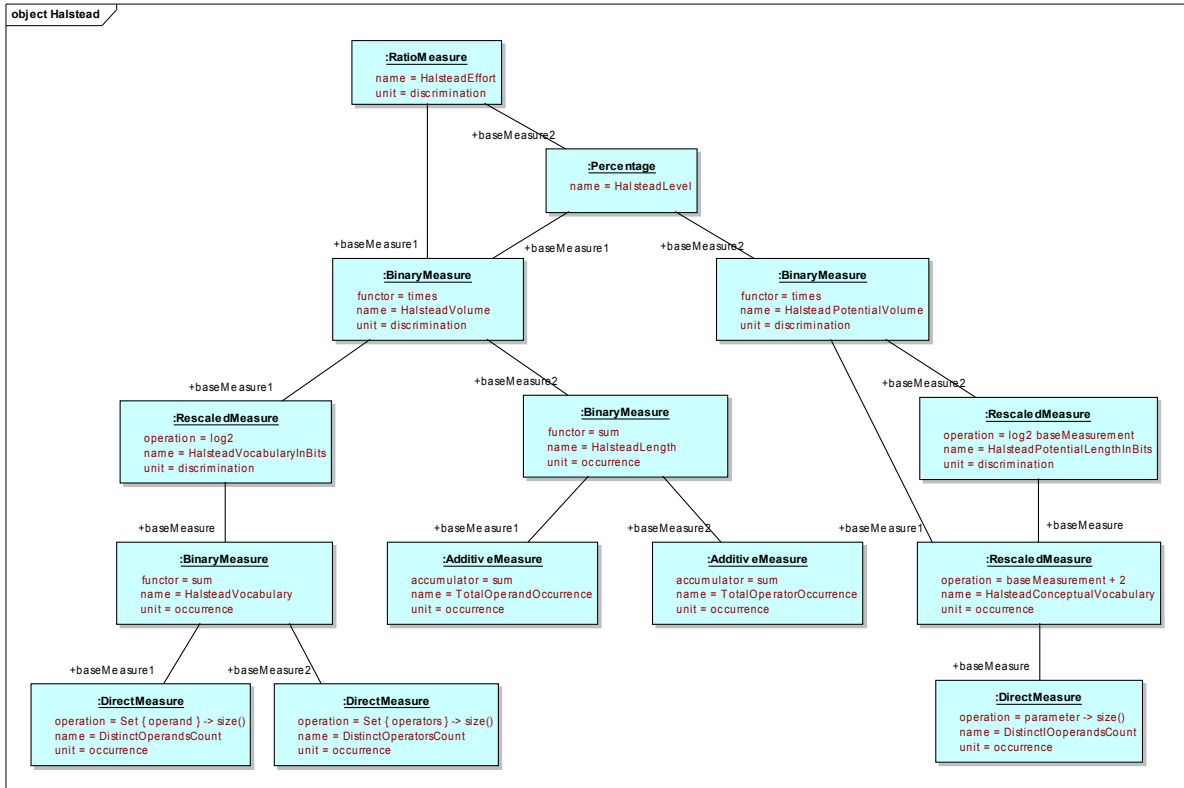 object Halstead
:RatioMeasure
name = HalsteadEffort
unit = discrimination
+baseMeasure2
:Percentage
name = HalsteadLevel
+baseMeasure1
+baseMeasure1
+baseMeasure2
:BinaryMeasure
functor = times
name = HalsteadVolume
unit = discrimination
:BinaryMeasure
functor = times
name = HalsteadPotentialVolume
unit = discrimination
+baseMeasure1
+baseMeasure2
+baseMeasure2
:RescaledMeasure
operation = log2
name = HalsteadVocabularyInBits
unit = discrimination
:BinaryMeasure
functor = sum
name = HalsteadLength
unit = occurrence
:RescaledMeasure
operation = log2 baseMeasurement
name = HalsteadPotentialLengthInBits
unit = discrimination
+baseMeasure
+baseMeasure1
+baseMeasure2
+baseMeasure1
+baseMeasure
:BinaryMeasure
functor = sum
name = HalsteadVocabulary
unit = occurrence
:AdditiveMeasure
accumulator = sum
name = TotalOperandOccurrence
unit = occurrence
:AdditiveMeasure
accumulator = sum
name = TotalOperatorOccurrence
unit = occurrence
:RescaledMeasure
operation = baseMeasurement + 2
name = HalsteadConceptualVocabulary
unit = occurrence
+baseMeasure1
+baseMeasure2
+baseMeasure
:DirectMeasure
operation = Set { operand } -> size()
name = DistinctOperandsCount
unit = occurrence
:DirectMeasure
operation = Set { operators } -> size()
name = DistinctOperatorsCount
unit = occurrence
:DirectMeasure
operation = parameter -> size()
name = DistinctIOoperandsCount
unit = occurrence